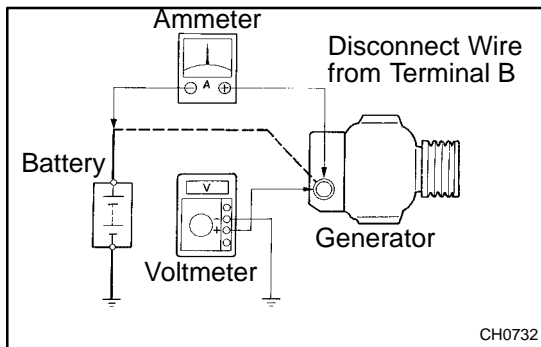 Ammeter
Disconnect Wire
from Terminal B
A
Battery
V
Generator
Voltmeter
CH0732